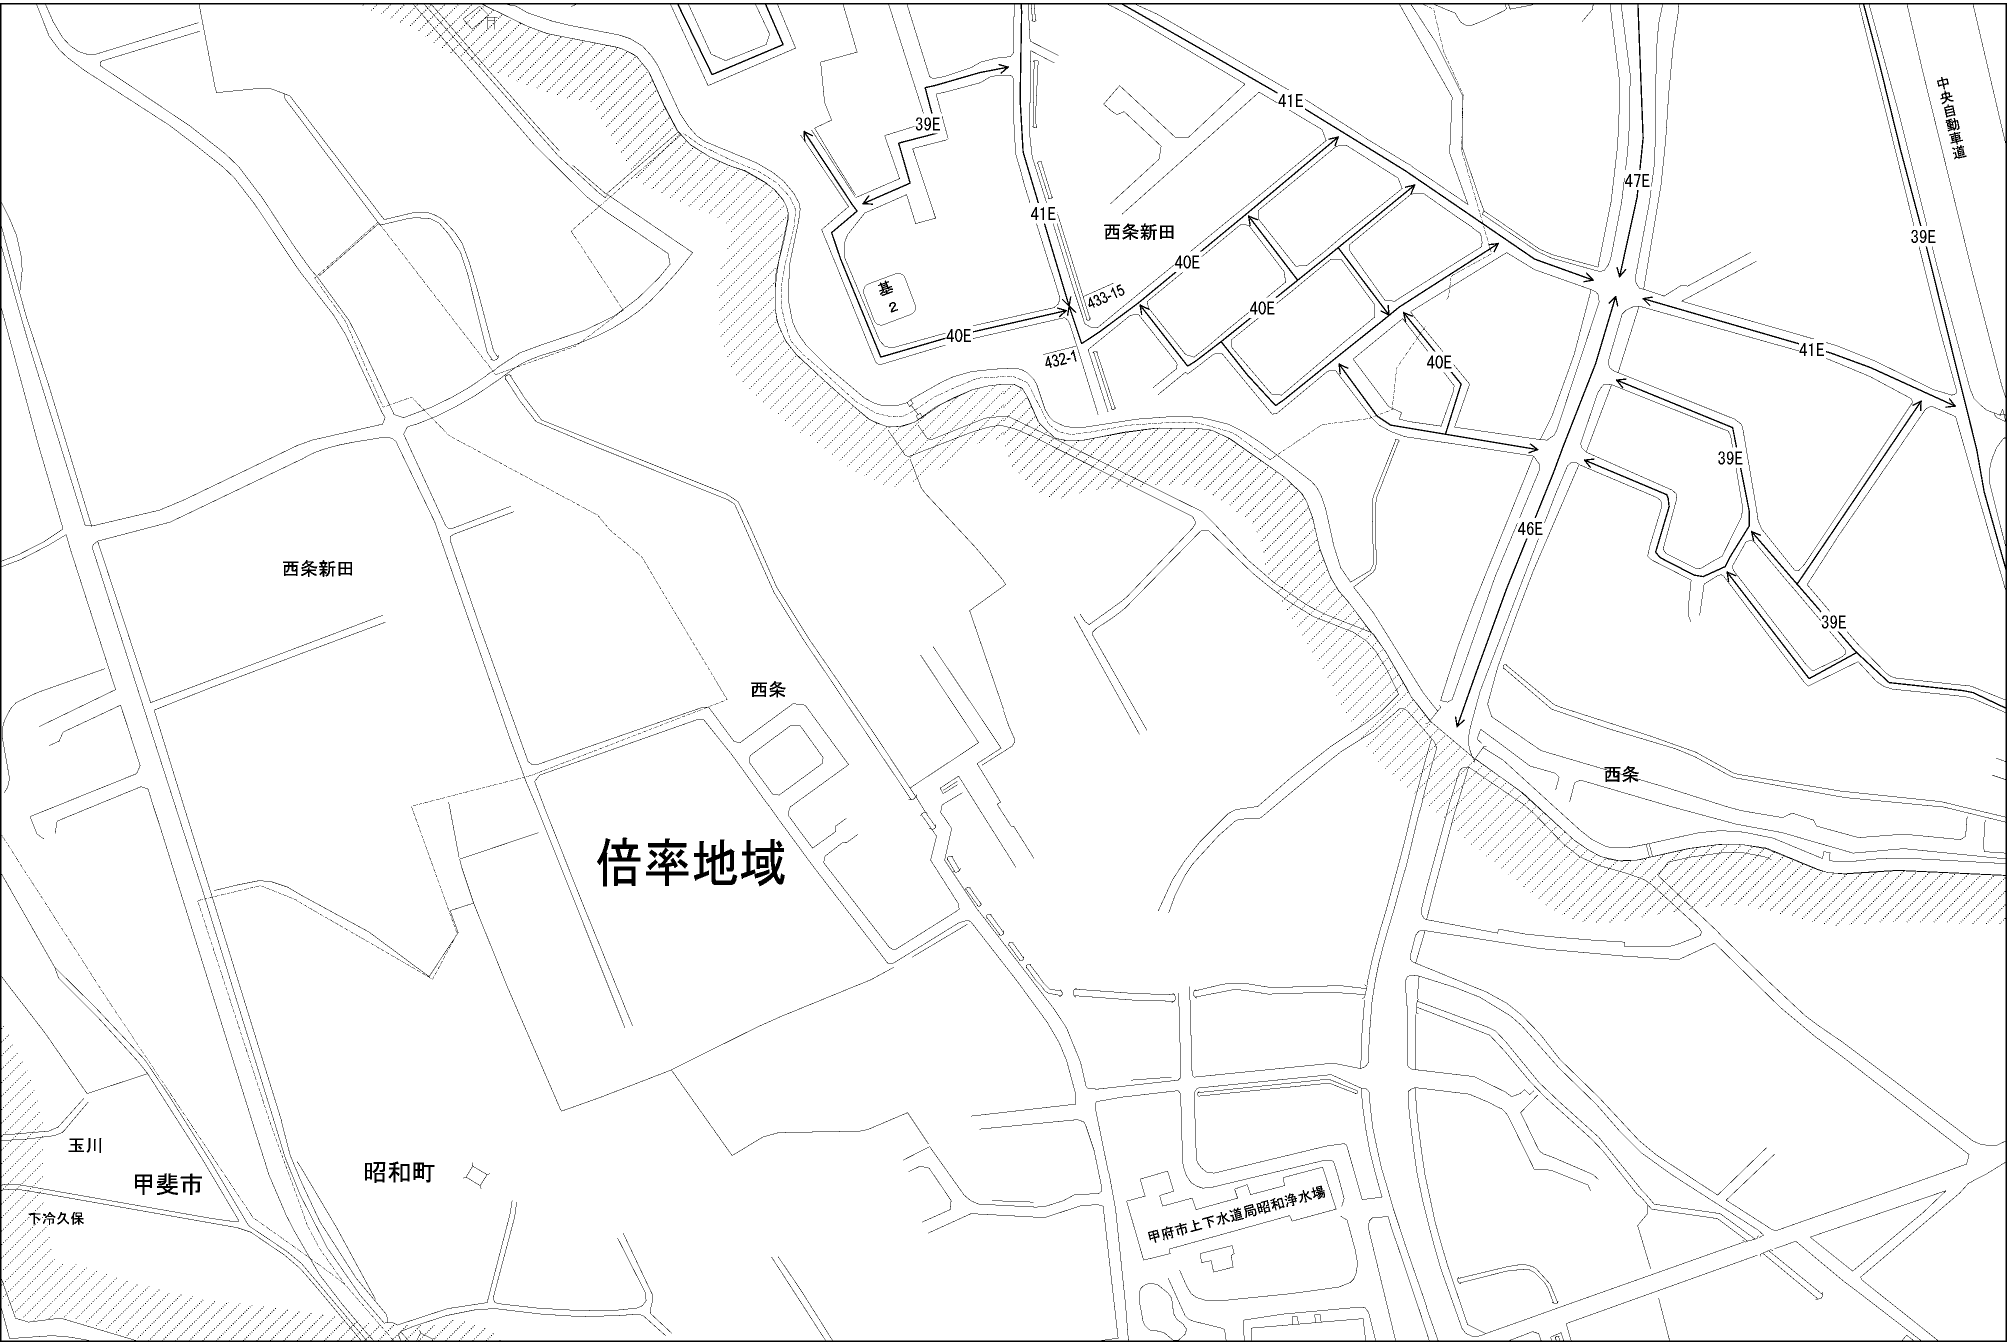 41E
中央自動車道
39E
47E
41E
西条新田
39E
40E
基
2
433-15
40E
40E
432-1
40E
41E
39E
46E
西条新田
39E
西条
西条
倍率地域
玉川
甲斐市
昭和町
下冷久保
甲府市上下水道局昭和浄水場